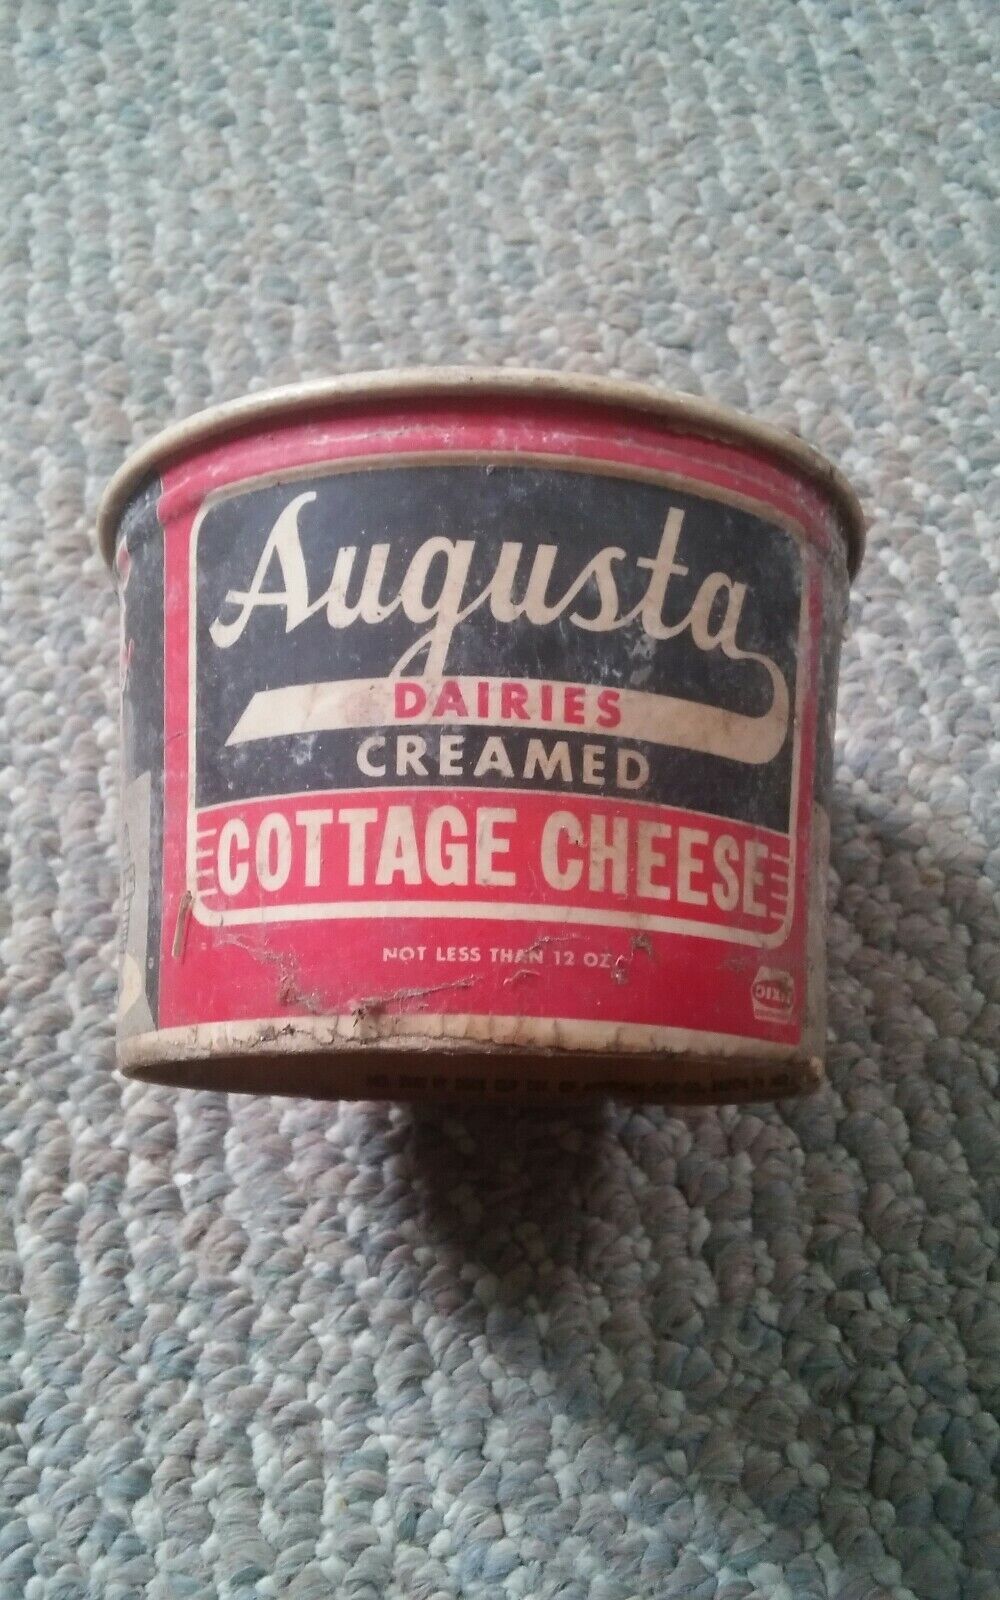 Augusta
DAIRIES
CREAMED
COTTAGE CHEESE
NOT LESS THAN 12 OZ.